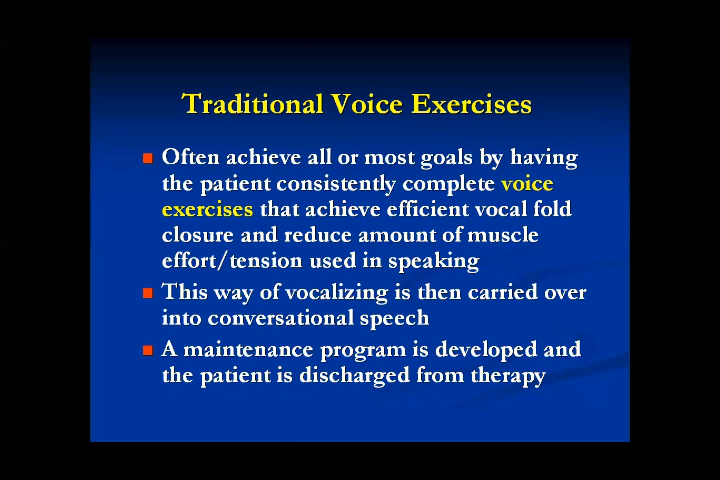 Traditional Voice Exercises
Often achieve all or most goals by having
the patient consistently complete voice
exercises that achieve efficient vocal fold
closure and reduce amount of muscle
effort/tension used in speaking
This way of vocalizing is then carried over
into conversational speech
A maintenance program is developed and
the patient is discharged from therapy